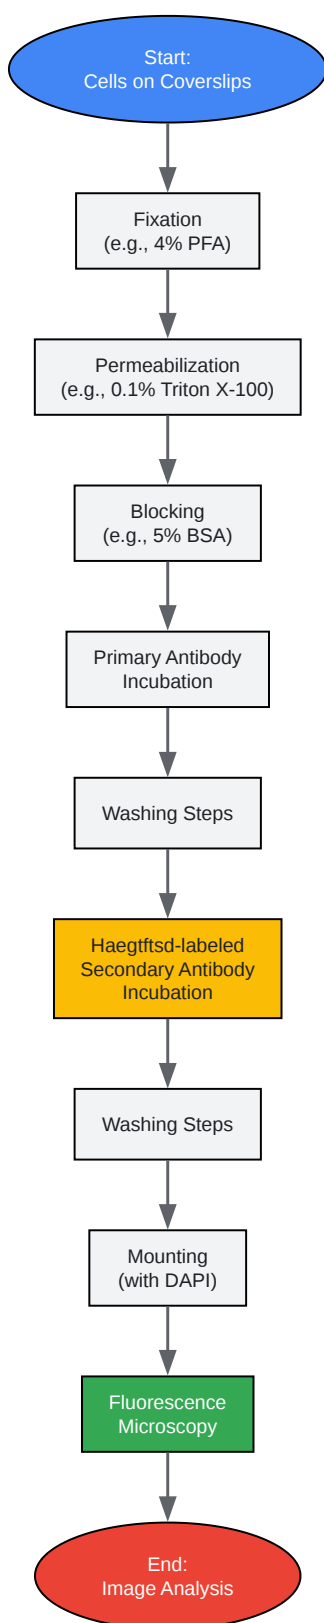 Start:
Cells on Coverslips
Fixation
(e.g., 4% PFA)
Permeabilization
(e.g., 0.1% Triton X-100)
Blocking
(e.g., 5% BSA)
Primary Antibody
Incubation
Washing Steps
Haegtftsd-labeled
Secondary Antibody
Incubation
Washing Steps
Mounting
(with DAPI)
Fluorescence
Microscopy
End:
Image Analysis